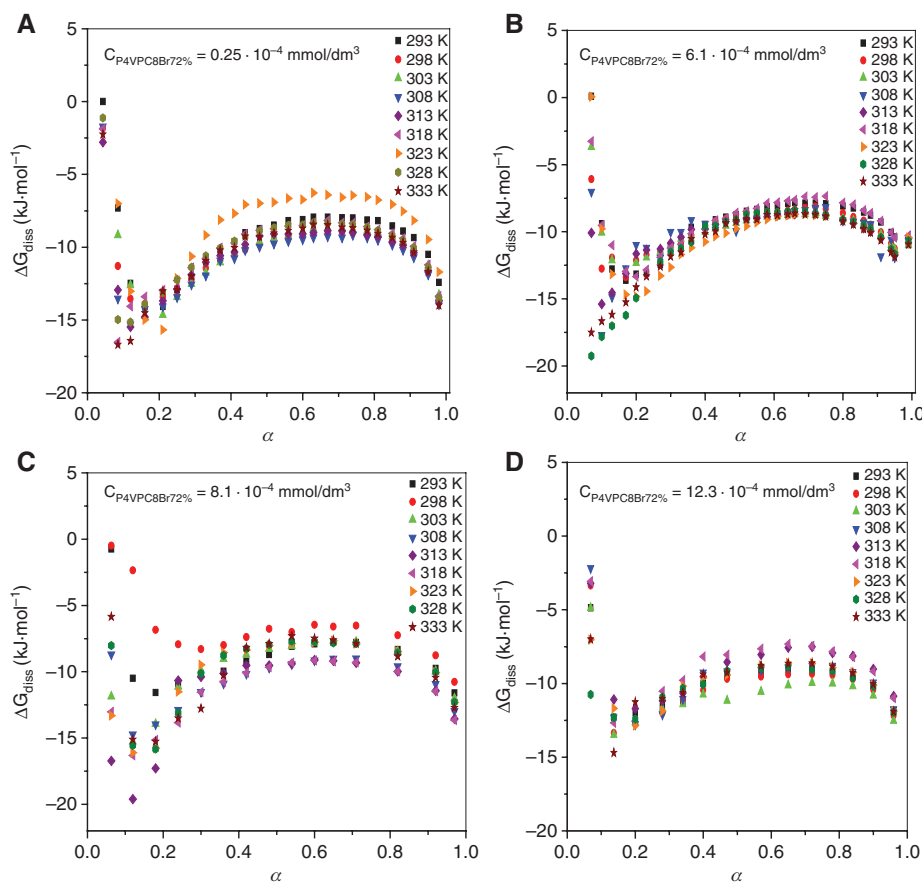 A
C_P4VPC8Br72% = 0.25 · 10⁻⁴ mmol/dm³
293 K
298 K
303 K
308 K
313 K
318 K
323 K
328 K
333 K
ΔG_diss (kJ·mol⁻¹)
5
0
−5
−10
−15
−20
0.0 0.2 0.4 0.6 0.8 1.0
α
B
C_P4VPC8Br72% = 6.1 · 10⁻⁴ mmol/dm³
293 K
298 K
303 K
308 K
313 K
318 K
323 K
328 K
333 K
ΔG_diss (kJ·mol⁻¹)
5
0
−5
−10
−15
−20
−25
0.0 0.2 0.4 0.6 0.8 1.0
α
C
C_P4VPC8Br72% = 8.1 · 10⁻⁴ mmol/dm³
293 K
298 K
303 K
308 K
313 K
318 K
323 K
328 K
333 K
ΔG_diss (kJ·mol⁻¹)
5
0
−5
−10
−15
−20
0.0 0.2 0.4 0.6 0.8 1.0
α
D
C_P4VPC8Br72% = 12.3 · 10⁻⁴ mmol/dm³
293 K
298 K
303 K
308 K
313 K
318 K
323 K
328 K
333 K
ΔG_diss (kJ·mol⁻¹)
5
0
−5
−10
−15
−20
0.0 0.2 0.4 0.6 0.8 1.0
α